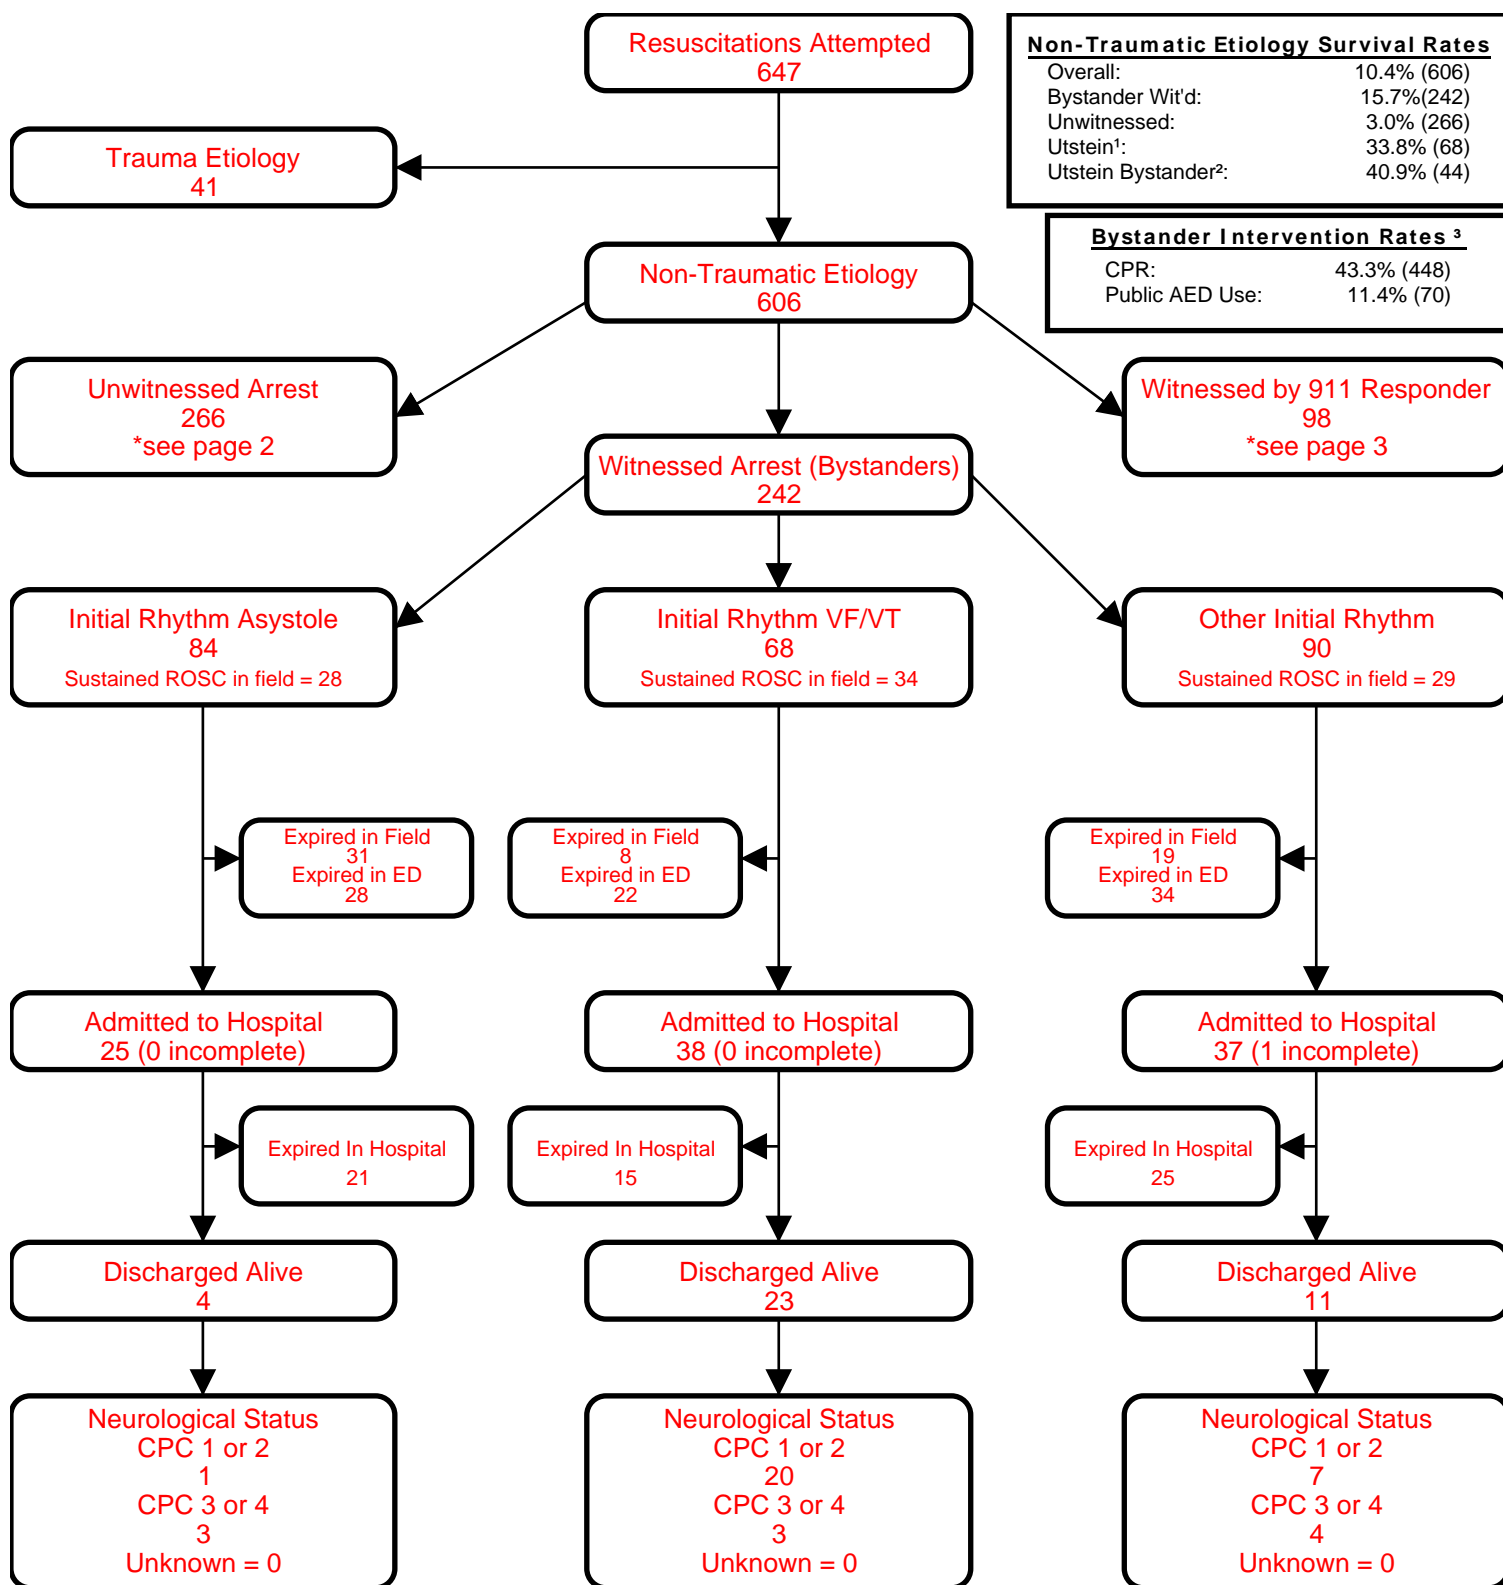 Resuscitations Attempted
647
Non-Traumatic Etiology Survival Rates
Overall: 10.4% (606)
Bystander Wit'd: 15.7%(242)
Unwitnessed: 3.0% (266)
Utstein¹: 33.8% (68)
Utstein Bystander²: 40.9% (44)
Trauma Etiology
41
Bystander Intervention Rates ³
CPR: 43.3% (448)
Public AED Use: 11.4% (70)
Non-Traumatic Etiology
606
Unwitnessed Arrest
266
*see page 2
Witnessed Arrest (Bystanders)
242
Witnessed by 911 Responder
98
*see page 3
Initial Rhythm Asystole
84
Sustained ROSC in field = 28
Initial Rhythm VF/VT
68
Sustained ROSC in field = 34
Other Initial Rhythm
90
Sustained ROSC in field = 29
Expired in Field
31
Expired in ED
28
Expired in Field
8
Expired in ED
22
Expired in Field
19
Expired in ED
34
Admitted to Hospital
25 (0 incomplete)
Admitted to Hospital
38 (0 incomplete)
Admitted to Hospital
37 (1 incomplete)
Expired In Hospital
21
Expired In Hospital
15
Expired In Hospital
25
Discharged Alive
4
Discharged Alive
23
Discharged Alive
11
Neurological Status
CPC 1 or 2
1
CPC 3 or 4
3
Unknown = 0
Neurological Status
CPC 1 or 2
20
CPC 3 or 4
3
Unknown = 0
Neurological Status
CPC 1 or 2
7
CPC 3 or 4
4
Unknown = 0